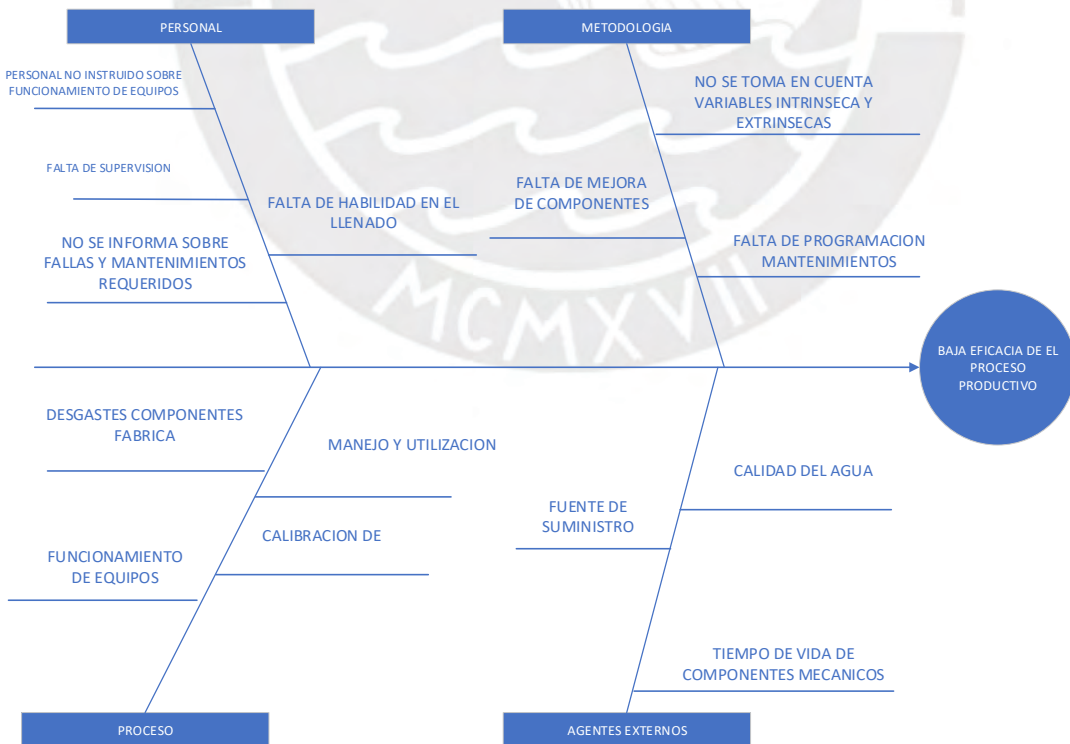 PERSONAL
METODOLOGIA
PERSONAL NO INSTRUIDO SOBRE
FUNCIONAMIENTO DE EQUIPOS
NO SE TOMA EN CUENTA
VARIABLES INTRINSECA Y
EXTRINSECAS
FALTA DE SUPERVISION
FALTA DE HABILIDAD EN EL
LLENADO
FALTA DE MEJORA
DE COMPONENTES
NO SE INFORMA SOBRE
FALLAS Y MANTENIMIENTOS
REQUERIDOS
FALTA DE PROGRAMACION
MANTENIMIENTOS
MCMXVII
BAJA EFICACIA DE EL
PROCESO
PRODUCTIVO
DESGASTES COMPONENTES
FABRICA
MANEJO Y UTILIZACION
CALIDAD DEL AGUA
FUENTE DE
SUMINISTRO
CALIBRACION DE
FUNCIONAMIENTO
DE EQUIPOS
TIEMPO DE VIDA DE
COMPONENTES MECANICOS
PROCESO
AGENTES EXTERNOS